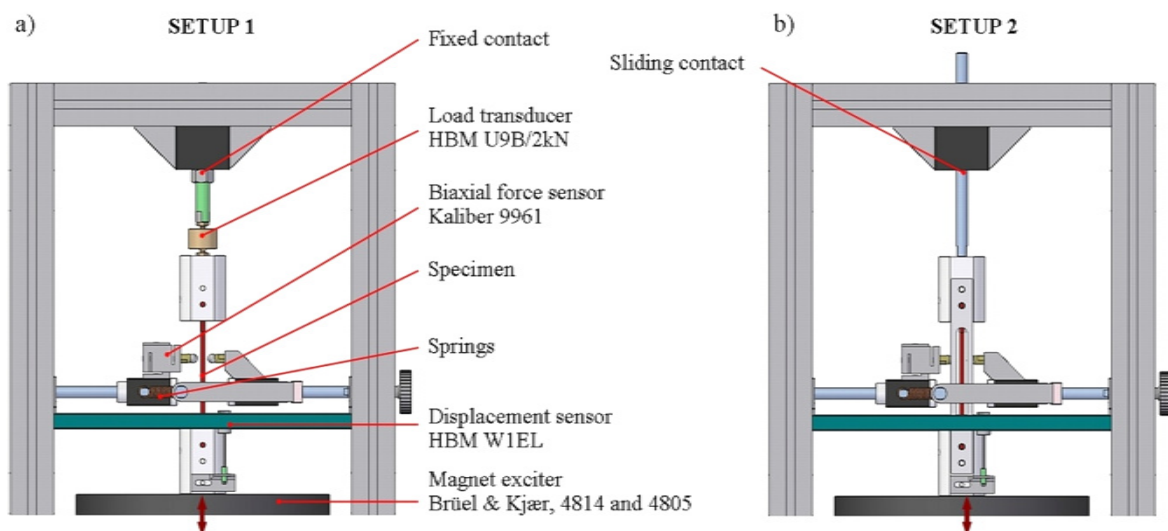 a)
SETUP 1
Fixed contact
Load transducer
HBM U9B/2kN
Biaxial force sensor
Kaliber 9961
Specimen
Springs
Displacement sensor
HBM W1EL
Magnet exciter
Brüel & Kjær, 4814 and 4805
b)
SETUP 2
Sliding contact